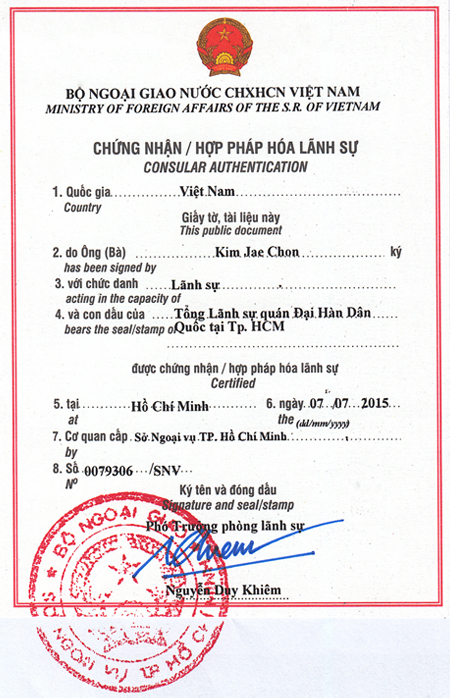 BỘ NGOẠI GIAO NƯỚC CHXHCN VIỆT NAM
MINISTRY OF FOREIGN AFFAIRS OF THE S.R. OF VIETNAM
CHỨNG NHẬN / HỢP PHÁP HÓA LÃNH SỰ
CONSULAR AUTHENTICATION
1. Quốc gia Việt Nam
Country
Giấy tờ, tài liệu này
This public document
2. do Ông (Bà) Kim Jae Chon ký
has been signed by
3. với chức danh Lãnh sự
acting in the capacity of
4. và con dấu của Tổng Lãnh sự quán Đại Hàn Dân
bears the seal/stamp of Quốc tại Tp. HCM
được chứng nhận / hợp pháp hóa lãnh sự
Certified
5. tại Hồ Chí Minh 6. ngày 07 07 2015
at the (dd/mm/yyyy)
7. Cơ quan cấp Sở Ngoại vụ TP. Hồ Chí Minh
by
8. Số 0079306 /SNV
Nº
Ký tên và đóng dấu
Signature and seal/stamp
Phó Trưởng phòng lãnh sự
Nguyễn Duy Khiêm
BỘ NGOẠI